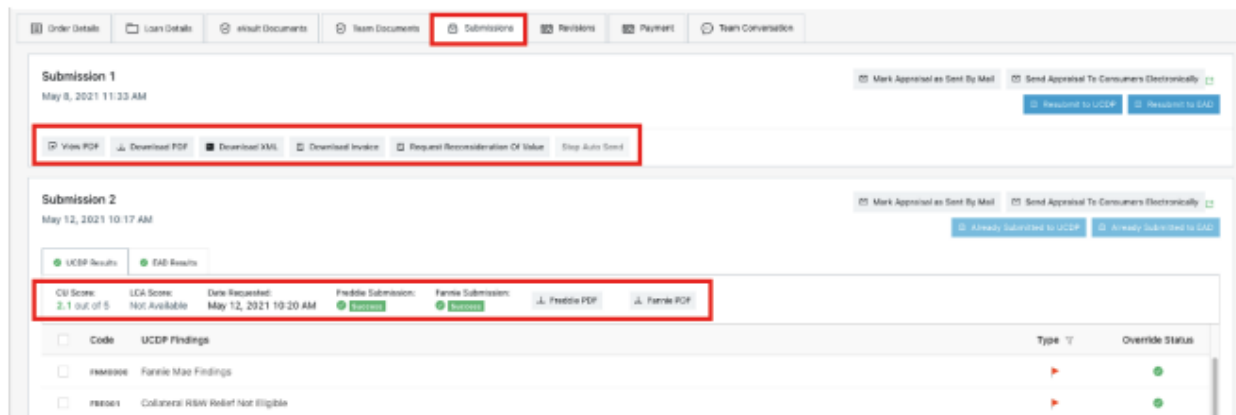 Order Details Loan Details eVault Documents Team Documents Submissions Revisions Payment Team Conversation
Submission 1
Mark Appraisal as Sent By Mail Send Appraisal To Consumers Electronically
May 8, 2021 11:33 AM
Resubmit to UCDP Resubmit to EAD
View PDF Download PDF Download XML Download Invoice Request Reconsideration Of Value Stop Auto Send
Submission 2
Mark Appraisal as Sent By Mail Send Appraisal To Consumers Electronically
May 12, 2021 10:17 AM
Already Submitted to UCDP Already Submitted to EAD
UCDP Results EAD Results
CU Score: LCA Score: Date Requested: Freddie Submission: Fannie Submission:
2.1 out of 5 Not Available May 12, 2021 10:20 AM Success Success Freddie PDF Fannie PDF
Code UCDP Findings Type Override Status
Fannie Mae Findings
Collateral R&W Relief Not Eligible